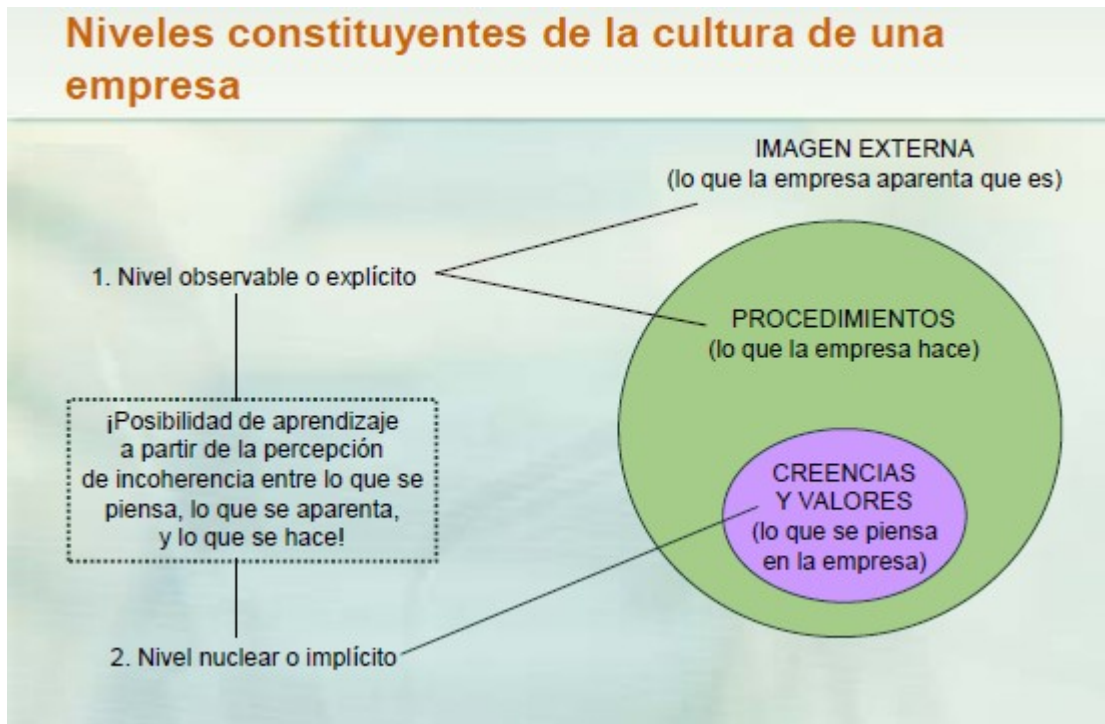 Niveles constituyentes de la cultura de una
empresa
IMAGEN EXTERNA
(lo que la empresa aparenta que es)
1. Nivel observable o explícito
PROCEDIMIENTOS
(lo que la empresa hace)
¡Posibilidad de aprendizaje
a partir de la percepción
de incoherencia entre lo que se
piensa, lo que se aparenta,
y lo que se hace!
CREENCIAS
Y VALORES
(lo que se piensa
en la empresa)
2. Nivel nuclear o implícito